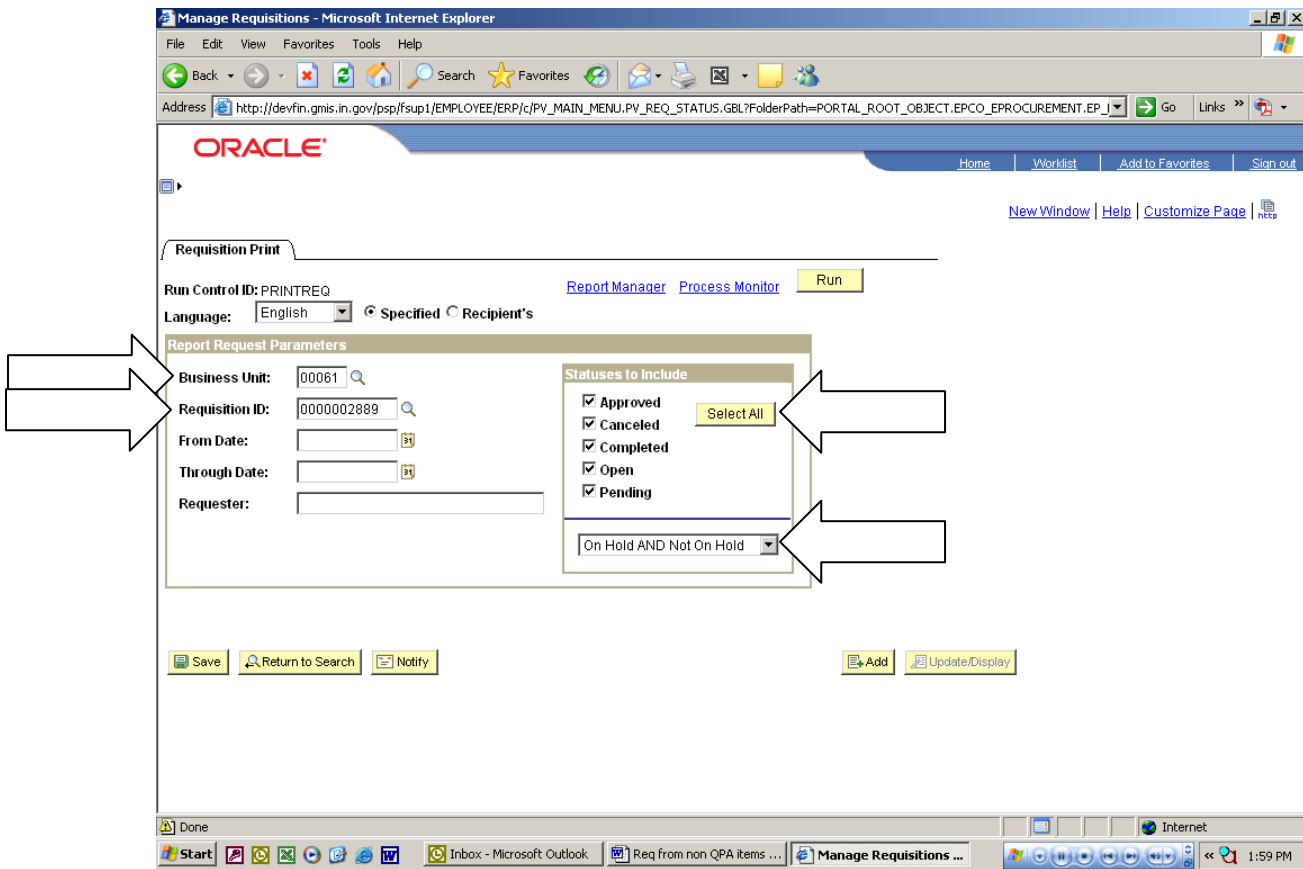 Manage Requisitions - Microsoft Internet Explorer
File Edit View Favorites Tools Help
Back Search Favorites
Address http://devfin.gmis.in.gov/psp/fsup1/EMPLOYEE/ERP/c/PV_MAIN_MENU.PV_REQ_STATUS.GBL?FolderPath=PORTAL_ROOT_OBJECT.EPCO_EPROCUREMENT.EP_ Go Links »
ORACLE
Home Worklist Add to Favorites Sign out
New Window | Help | Customize Page | http
Requisition Print
Run Control ID: PRINTREQ Report Manager Process Monitor Run
Language: English Specified Recipient's
Report Request Parameters
Business Unit: 00061 Statuses to Include
Requisition ID: 0000002889 Approved Select All
Canceled
From Date: 31 Completed
Through Date: 31 Open
Pending
Requester:
On Hold AND Not On Hold
Save Return to Search Notify Add Update/Display
Done Internet
Start Inbox - Microsoft Outlook Req from non QPA items ... Manage Requisitions ... « 1:59 PM